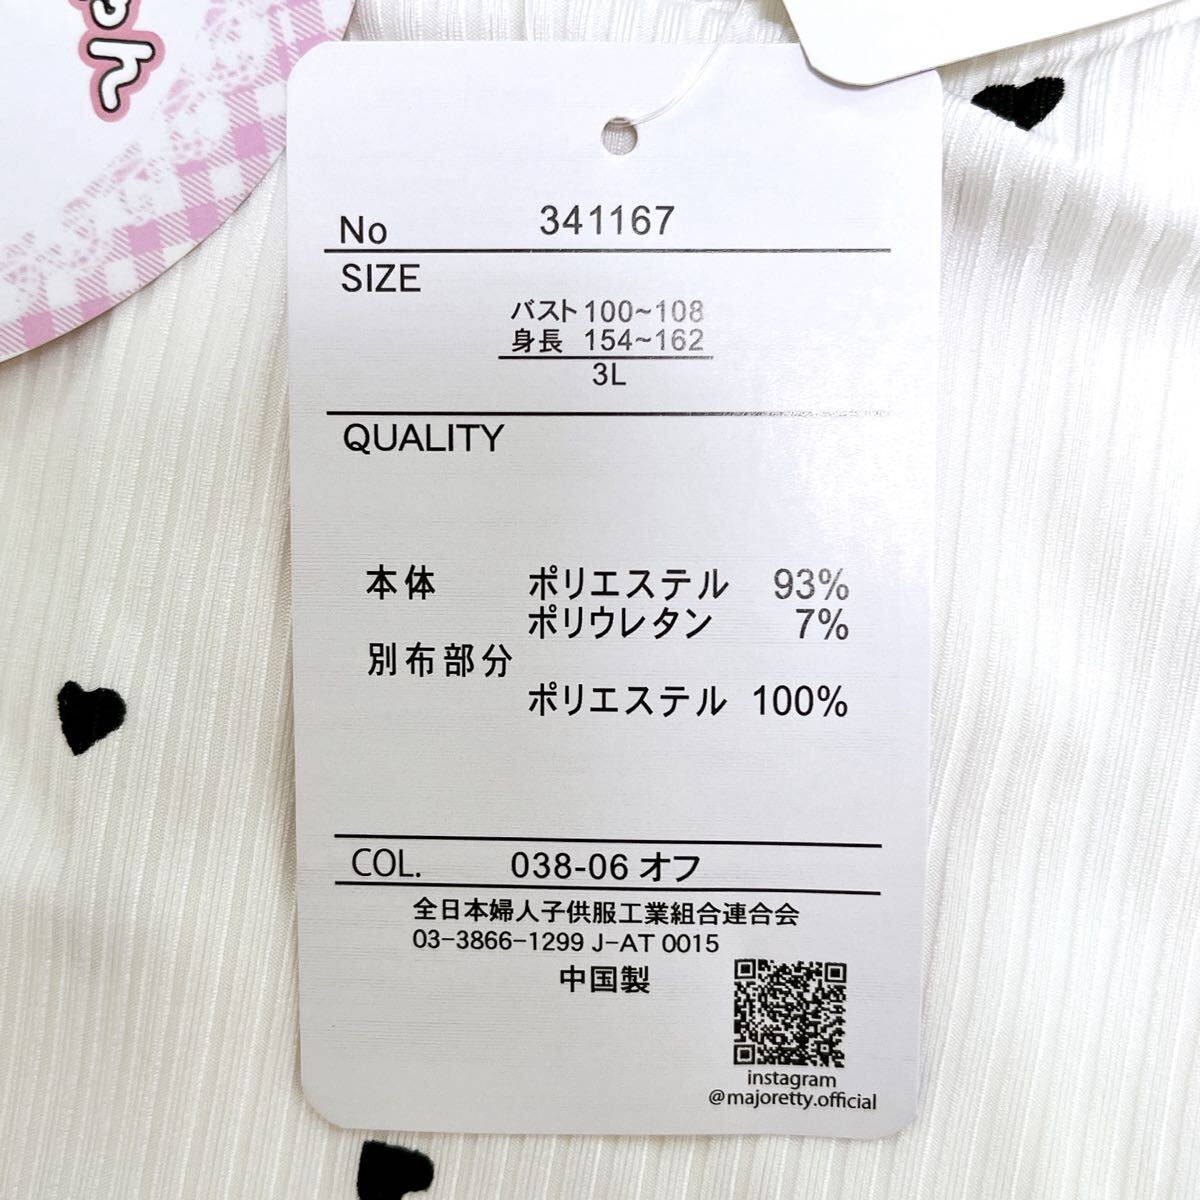 No 341167
SIZE
バスト 100~108
身長 154~162
3L
QUALITY
本体 ポリエステル 93%
ポリウレタン 7%
別布部分
ポリエステル 100%
COL. 038-06 オフ
全日本婦人子供服工業組合連合会
03-3866-1299 J-AT 0015
中国製
instagram
@majoretty.official